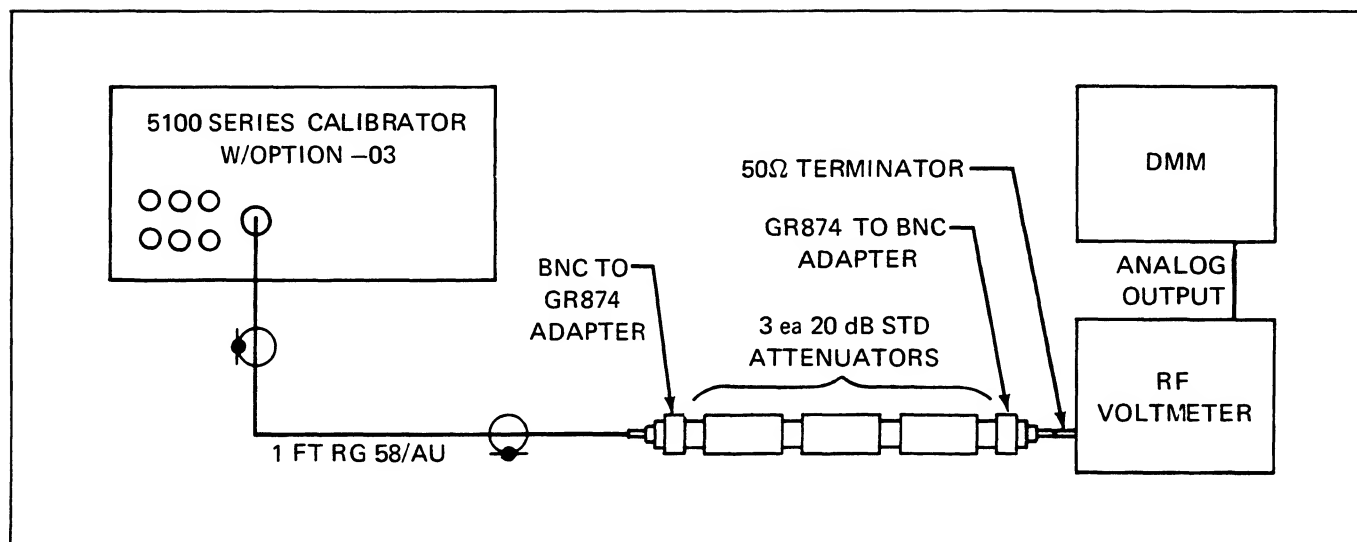 5100 SERIES CALIBRATOR
W/OPTION –03
1 FT RG 58/AU
BNC TO
GR874
ADAPTER
3 ea 20 dB STD
ATTENUATORS
50Ω TERMINATOR
GR874 TO BNC
ADAPTER
DMM
ANALOG
OUTPUT
RF
VOLTMETER